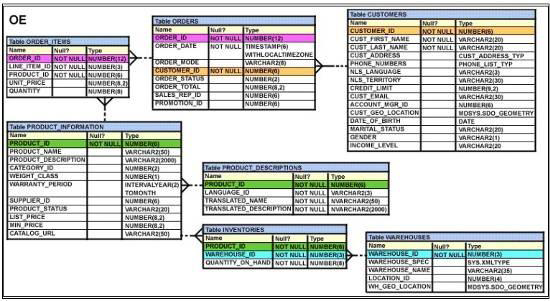 OE
Table ORDER_ITEMS
Name Null? Type
ORDER_ID NOT NULL NUMBER(12)
LINE_ITEM_ID NOT NULL NUMBER(3)
PRODUCT_ID NOT NULL NUMBER(6)
UNIT_PRICE NUMBER(8,2)
QUANTITY NUMBER(8)
Table ORDERS
Name Null? Type
ORDER_ID NOT NULL NUMBER(12)
ORDER_DATE NOT NULL TIMESTAMP(6)
WITHLOCALTIMEZONE
ORDER_MODE VARCHAR2(8)
CUSTOMER_ID NOT NULL NUMBER(6)
ORDER_STATUS NUMBER(2)
ORDER_TOTAL NUMBER(8,2)
SALES_REP_ID NUMBER(6)
PROMOTION_ID NUMBER(6)
Table CUSTOMERS
Name Null? Type
CUSTOMER_ID NOT NULL NUMBER(6)
CUST_FIRST_NAME NOT NULL VARCHAR2(20)
CUST_LAST_NAME NOT NULL VARCHAR2(20)
CUST_ADDRESS CUST_ADDRESS_TYP
PHONE_NUMBERS PHONE_LIST_TYP
NLS_LANGUAGE VARCHAR2(3)
NLS_TERRITORY VARCHAR2(30)
CREDIT_LIMIT NUMBER(9,2)
CUST_EMAIL VARCHAR2(30)
ACCOUNT_MGR_ID NUMBER(6)
CUST_GEO_LOCATION MDSYS.SDO_GEOMETRY
DATE_OF_BIRTH DATE
MARITAL_STATUS VARCHAR2(20)
GENDER VARCHAR2(1)
INCOME_LEVEL VARCHAR2(20)
Table PRODUCT_INFORMATION
Name Null? Type
PRODUCT_ID NOT NULL NUMBER(6)
PRODUCT_NAME VARCHAR2(50)
PRODUCT_DESCRIPTION VARCHAR2(2000)
CATEGORY_ID NUMBER(2)
WEIGHT_CLASS NUMBER(1)
WARRANTY_PERIOD INTERVALYEAR(2)
TOMONTH
SUPPLIER_ID NUMBER(6)
PRODUCT_STATUS VARCHAR2(20)
LIST_PRICE NUMBER(8,2)
MIN_PRICE NUMBER(8,2)
CATALOG_URL VARCHAR2(50)
Table PRODUCT_DESCRIPTIONS
Name Null? Type
PRODUCT_ID NOT NULL NUMBER(6)
LANGUAGE_ID NOT NULL VARCHAR2(3)
TRANSLATED_NAME NOT NULL NVARCHAR2(50)
TRANSLATED_DESCRIPTION NOT NULL NVARCHAR2(2000)
Table INVENTORIES
Name Null? Type
PRODUCT_ID NOT NULL NUMBER(6)
WAREHOUSE_ID NOT NULL NUMBER(3)
QUANTITY_ON_HAND NOT NULL NUMBER(8)
Table WAREHOUSES
Name Null? Type
WAREHOUSE_ID NOT NULL NUMBER(3)
WAREHOUSE_SPEC SYS.XMLTYPE
WAREHOUSE_NAME VARCHAR2(35)
LOCATION_ID NUMBER(4)
WH_GEO_LOCATION MDSYS.SDO_GEOMETRY